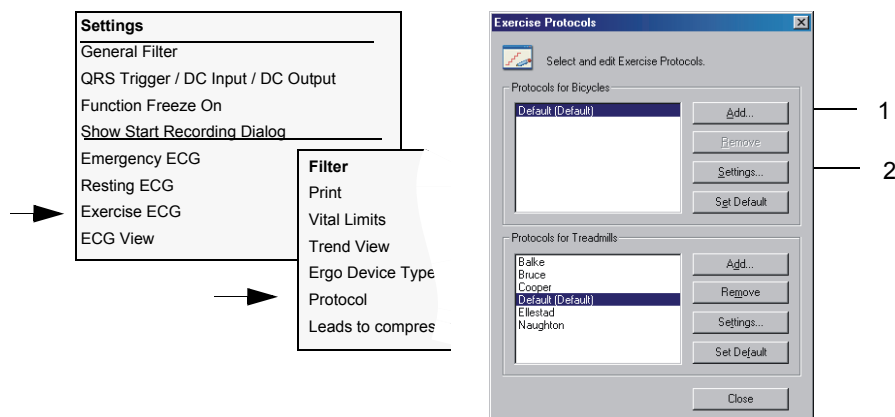 Settings
General Filter
QRS Trigger / DC Input / DC Output
Function Freeze On
Show Start Recording Dialog
Emergency ECG
Resting ECG
Exercise ECG
ECG View
Filter
Print
Vital Limits
Trend View
Ergo Device Type
Protocol
Leads to compres
Exercise Protocols
Select and edit Exercise Protocols.
Protocols for Bicycles
Default (Default)
Add...
Remove
Settings...
Set Default
1
2
Protocols for Treadmills
Balke
Bruce
Cooper
Default (Default)
Ellestad
Naughton
Add...
Remove
Settings...
Set Default
Close